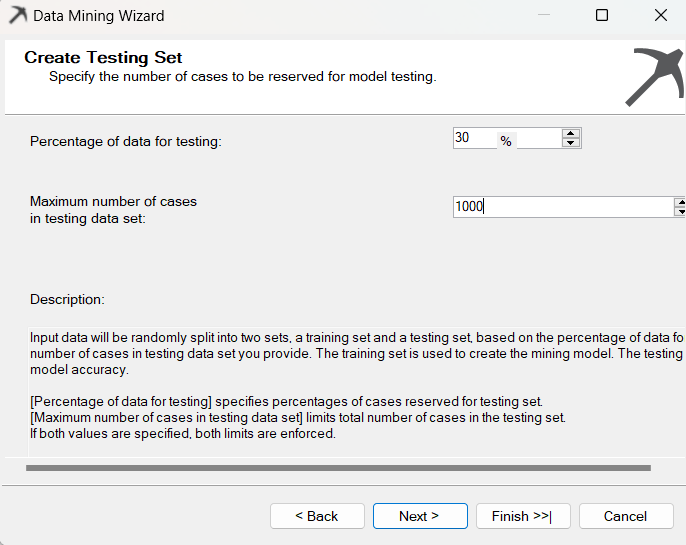 Data Mining Wizard
Create Testing Set
Specify the number of cases to be reserved for model testing.
Percentage of data for testing:
30 %
Maximum number of cases
in testing data set:
1000
Description:
Input data will be randomly split into two sets, a training set and a testing set, based on the percentage of data fo
number of cases in testing data set you provide. The training set is used to create the mining model. The testing
model accuracy.
[Percentage of data for testing] specifies percentages of cases reserved for testing set.
[Maximum number of cases in testing data set] limits total number of cases in the testing set.
If both values are specified, both limits are enforced.
< Back
Next >
Finish >>|
Cancel